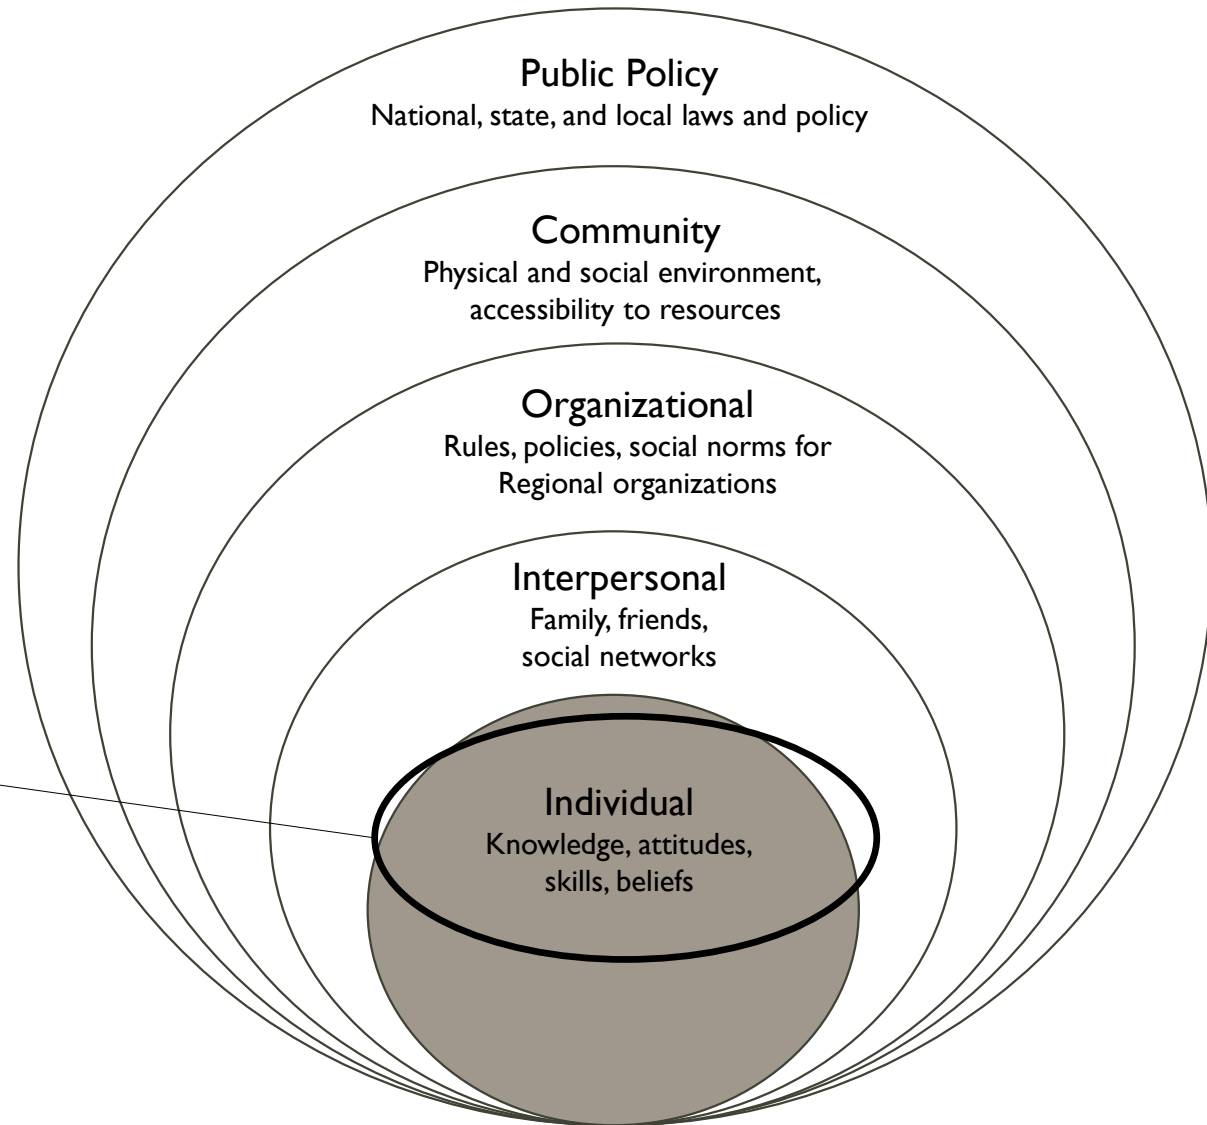 Public Policy
National, state, and local laws and policy
Community
Physical and social environment,
accessibility to resources
Organizational
Rules, policies, social norms for
Regional organizations
Interpersonal
Family, friends,
social networks
Individual
Knowledge, attitudes,
skills, beliefs